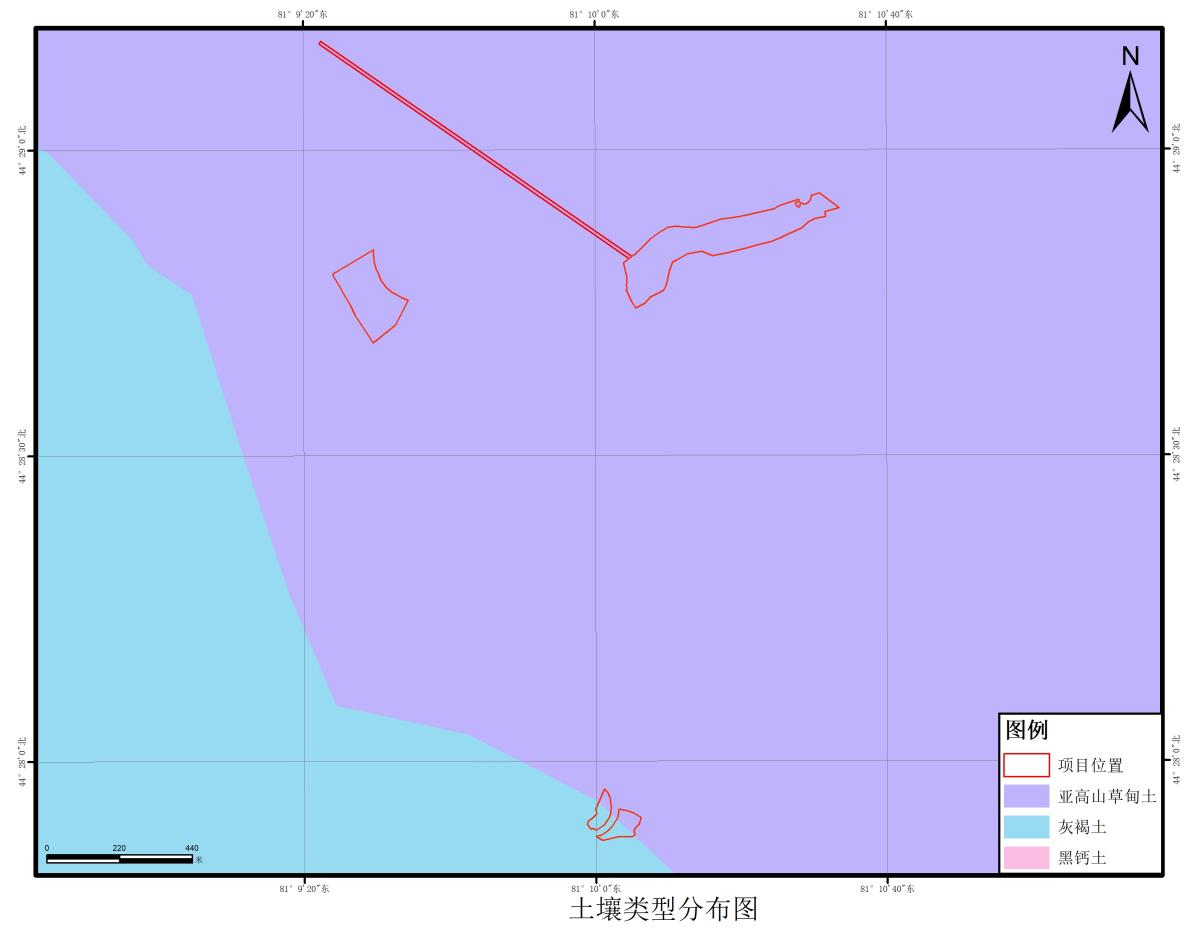 81° 9′20″东
81° 10′0″东
81° 10′40″东
N
44° 29′0″北
44° 29′0″北
44° 28′30″北
44° 28′30″北
44° 28′0″北
44° 28′0″北
图例
项目位置
亚高山草甸土
灰褐土
黑钙土
0 220 440
米
81° 9′20″东
81° 10′0″东
81° 10′40″东
土壤类型分布图